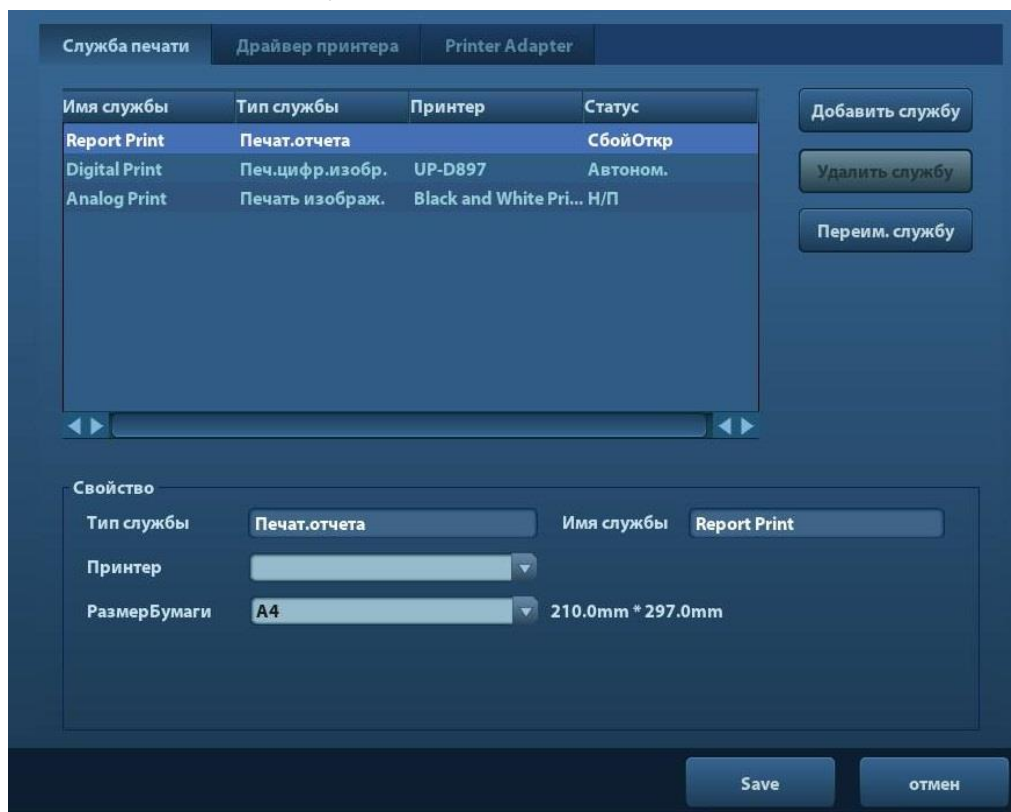 Служба печати Драйвер принтера Printer Adapter
Имя службы Тип службы Принтер Статус
Добавить службу
Report Print Печат.отчета СбойОткр
Digital Print Печ.цифр.изобр. UP-D897 Автоном.
Удалить службу
Analog Print Печать изображ. Black and White Pri... Н/П
Переим. службу
Свойство
Тип службы Печат.отчета Имя службы Report Print
Принтер
РазмерБумаги A4 210.0mm * 297.0mm
Save отмен